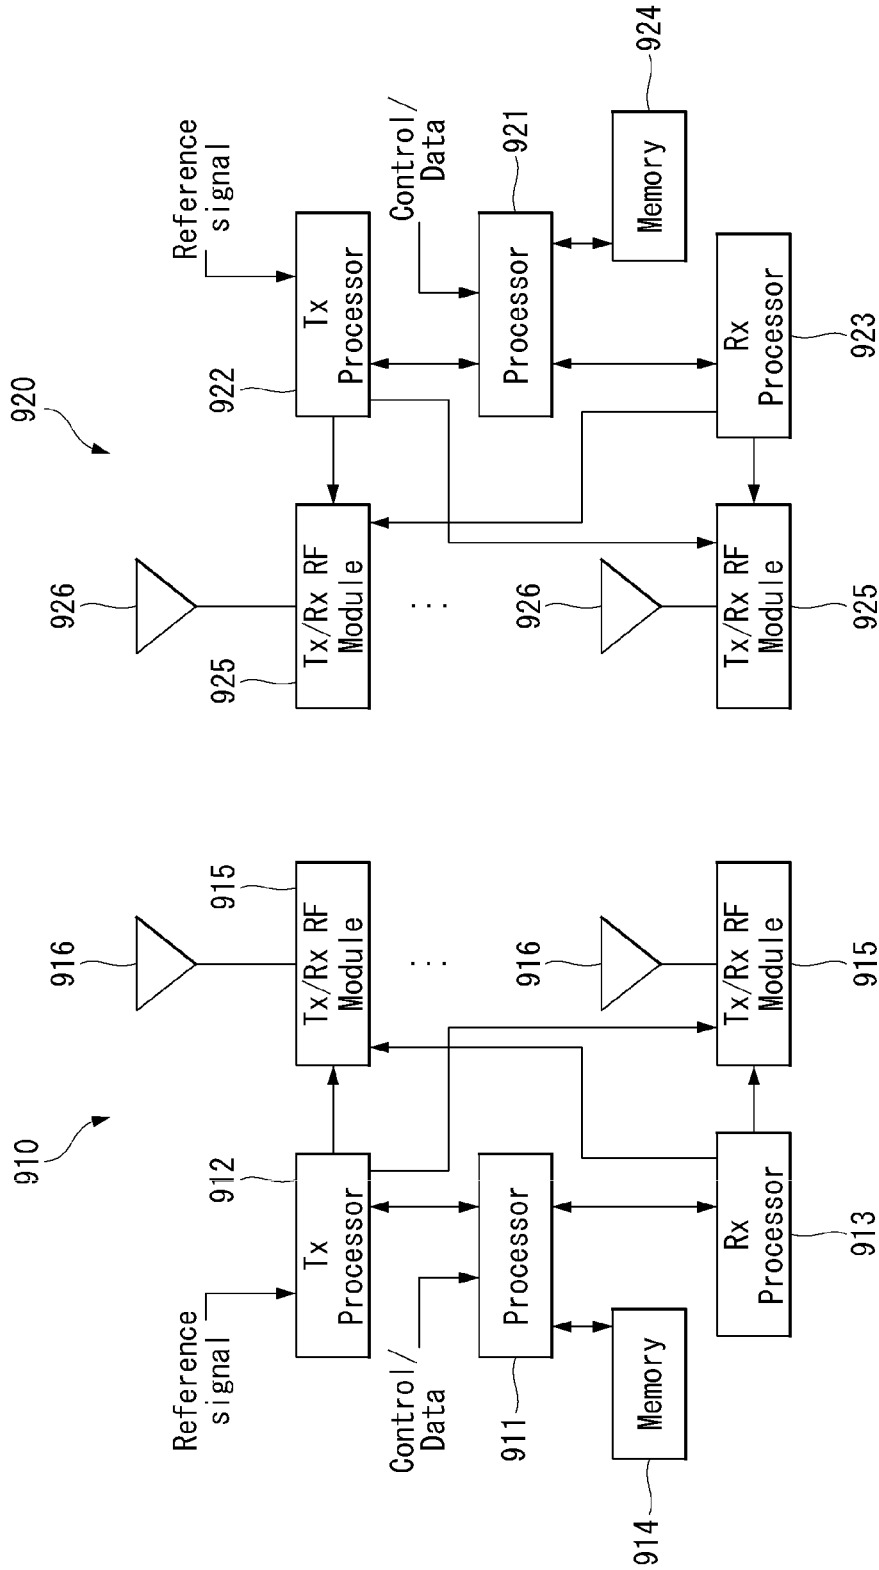 910
920
916
926
Reference
signal
912
915
925
922
Reference
signal
Tx
Processor
Tx/Rx RF
Module
Tx/Rx RF
Module
Tx
Processor
Control/
Data
...
...
Control/
Data
911
Processor
916
926
Processor
921
914
Memory
Memory
924
Rx
Processor
Tx/Rx RF
Module
Tx/Rx RF
Module
Rx
Processor
913
915
925
923